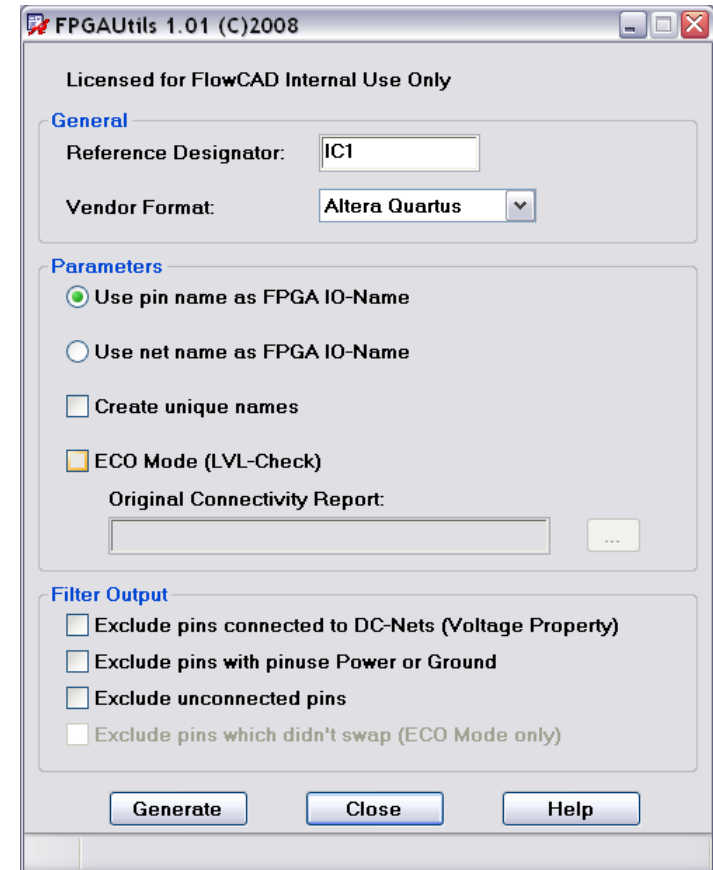 FPGAUtils 1.01 (C)2008
Licensed for FlowCAD Internal Use Only
General
Reference Designator: IC1
Vendor Format: Altera Quartus
Parameters
Use pin name as FPGA IO-Name
Use net name as FPGA IO-Name
Create unique names
ECO Mode (LVL-Check)
Original Connectivity Report:
...
Filter Output
Exclude pins connected to DC-Nets (Voltage Property)
Exclude pins with pinuse Power or Ground
Exclude unconnected pins
Exclude pins which didn't swap (ECO Mode only)
Generate Close Help